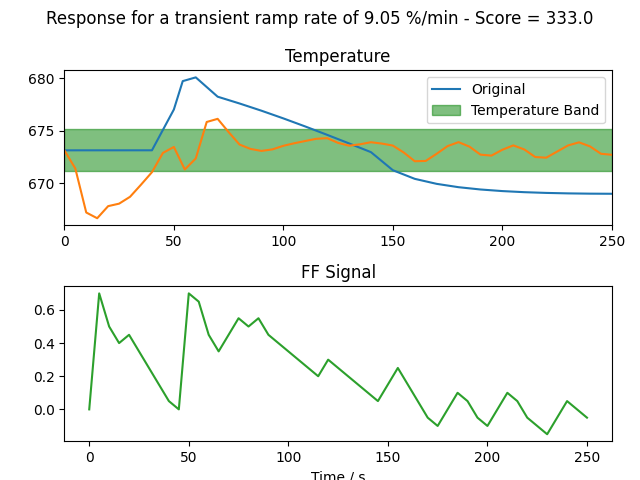 Response for a transient ramp rate of 9.05 %/min - Score = 333.0
Temperature
680
675
670
Original
Temperature Band
0 50 100 150 200 250
FF Signal
0.6
0.4
0.2
0.0
0 50 100 150 200 250
Time / s